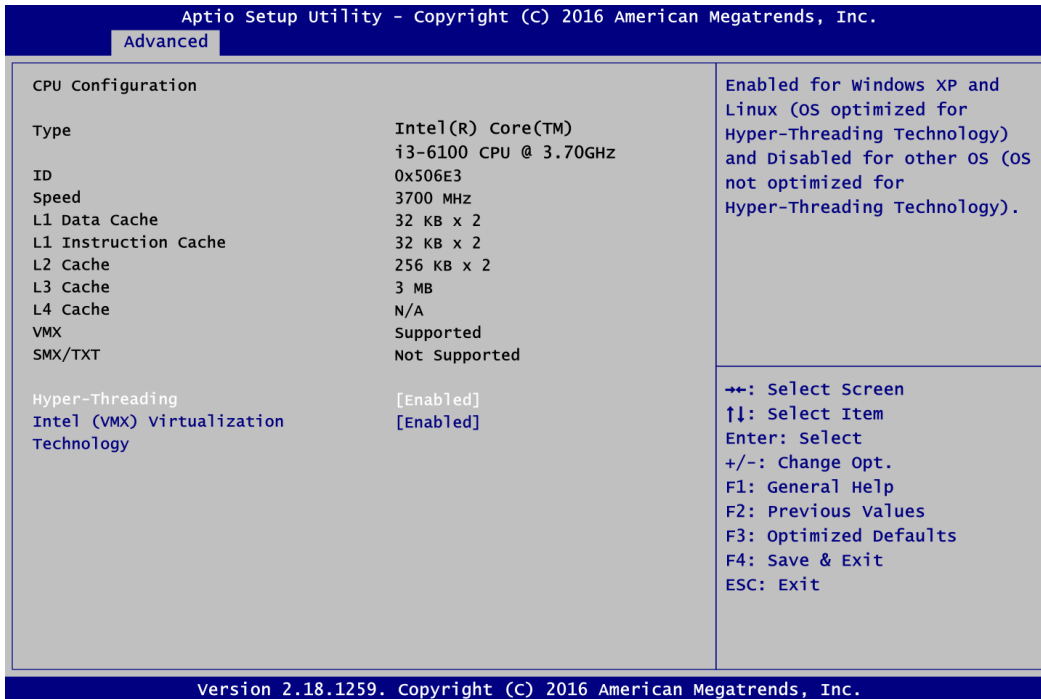 Aptio Setup Utility - Copyright (C) 2016 American Megatrends, Inc.
Advanced
CPU Configuration
Type Intel(R) Core(TM)
i3-6100 CPU @ 3.70GHz
ID 0x506E3
Speed 3700 MHz
L1 Data Cache 32 KB x 2
L1 Instruction Cache 32 KB x 2
L2 Cache 256 KB x 2
L3 Cache 3 MB
L4 Cache N/A
VMX Supported
SMX/TXT Not Supported
Hyper-Threading [Enabled]
Intel (VMX) Virtualization [Enabled]
Technology
Enabled for Windows XP and
Linux (OS optimized for
Hyper-Threading Technology)
and Disabled for other OS (OS
not optimized for
Hyper-Threading Technology).
→←: Select Screen
↑↓: Select Item
Enter: Select
+/-: Change Opt.
F1: General Help
F2: Previous Values
F3: Optimized Defaults
F4: Save & Exit
ESC: Exit
Version 2.18.1259. Copyright (C) 2016 American Megatrends, Inc.